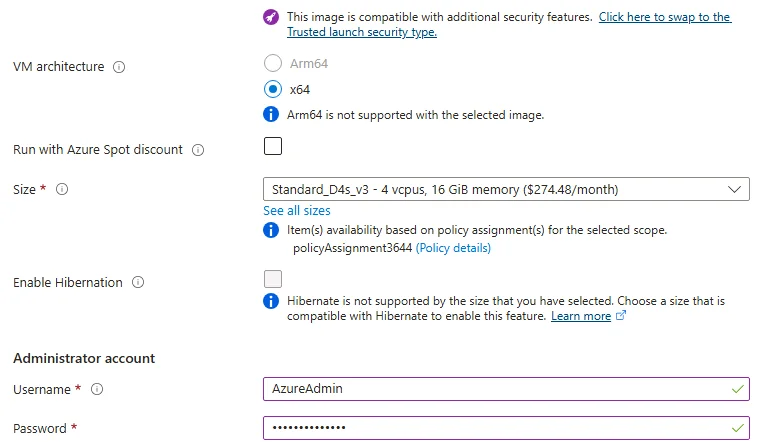 This image is compatible with additional security features. Click here to swap to the
Trusted launch security type.
VM architecture
Arm64
x64
Arm64 is not supported with the selected image.
Run with Azure Spot discount
Size *
Standard_D4s_v3 - 4 vcpus, 16 GiB memory ($274.48/month)
See all sizes
Item(s) availability based on policy assignment(s) for the selected scope.
policyAssignment3644 (Policy details)
Enable Hibernation
Hibernate is not supported by the size that you have selected. Choose a size that is
compatible with Hibernate to enable this feature. Learn more
Administrator account
Username *
AzureAdmin
Password *
••••••••••••••